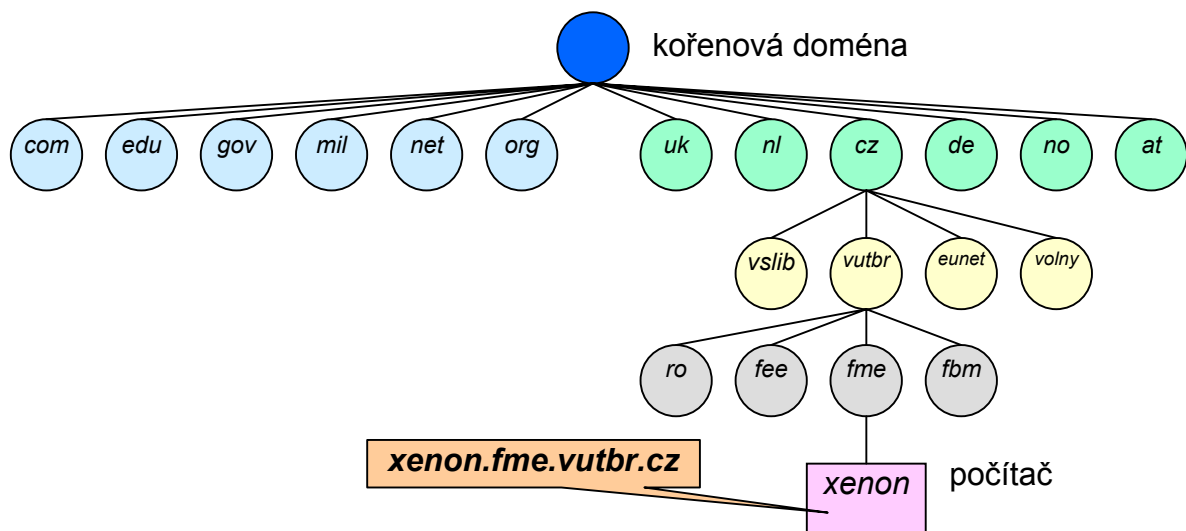 kořenová doména
com edu gov mil net org uk nl cz de no at
vslib vutbr eunet volny
ro fee fme fbm
xenon.fme.vutbr.cz
xenon
počítač